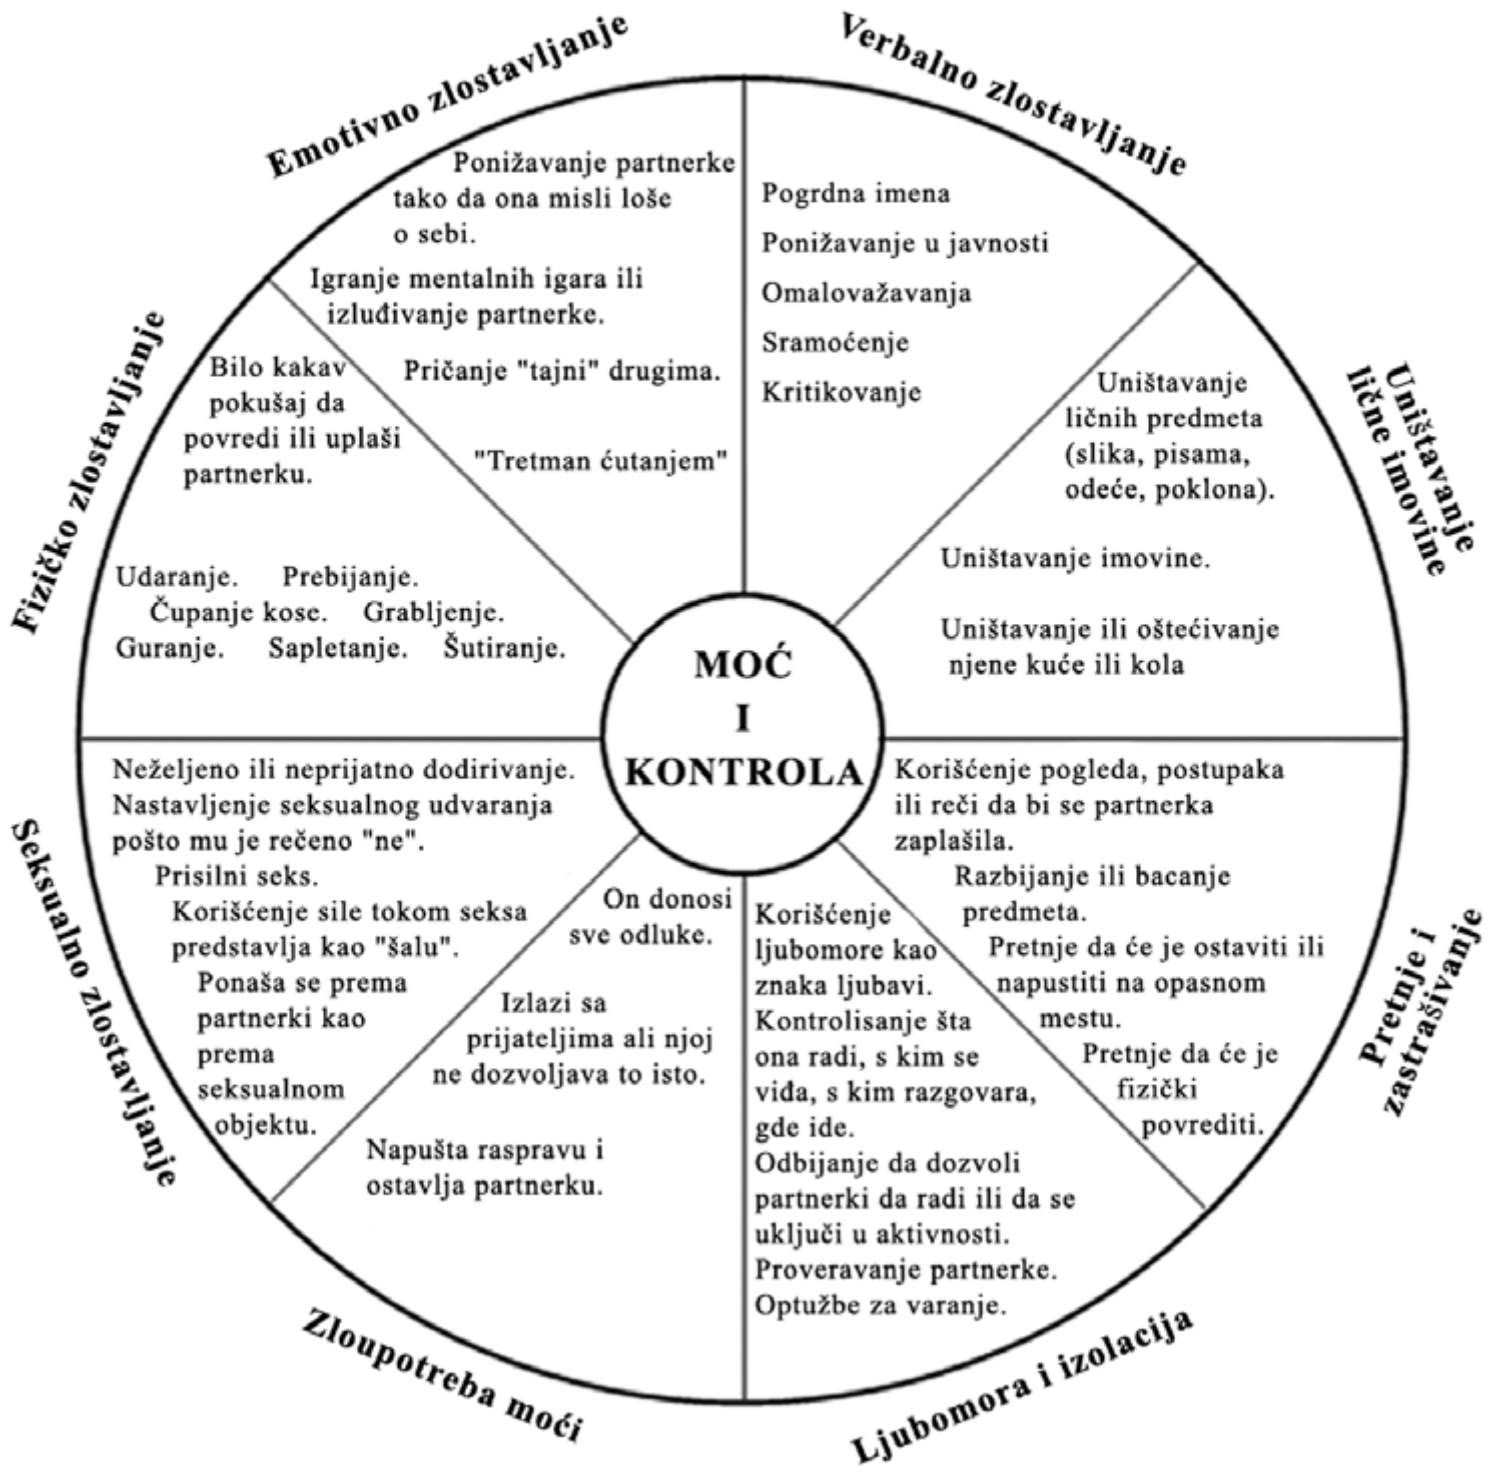 Emotivno zlostavljanje
Ponižavanje partnerke
tako da ona misli loše
o sebi.
Igranje mentalnih igara ili
izluđivanje partnerke.
Pričanje "tajni" drugima.
"Tretman ćutanjem"
Verbalno zlostavljanje
Pogrdna imena
Ponižavanje u javnosti
Omalovažavanja
Sramoćenje
Kritikovanje
Uništavanje
lične imovine
Uništavanje
ličnih predmeta
(slika, pisama,
odeće, poklona).
Uništavanje imovine.
Uništavanje ili oštećivanje
njene kuće ili kola
Pretnje i
zastrašivanje
Korišćenje pogleda, postupaka
ili reči da bi se partnerka
zaplašila.
Razbijanje ili bacanje
predmeta.
Pretnje da će je ostaviti ili
napustiti na opasnom
mestu.
Pretnje da će je
fizički
povrediti.
Ljubomora i izolacija
Korišćenje
ljubomore kao
znaka ljubavi.
Kontrolisanje šta
ona radi, s kim se
viđa, s kim razgovara,
gde ide.
Odbijanje da dozvoli
partnerki da radi ili da se
uključi u aktivnosti.
Proveravanje partnerke.
Optužbe za varanje.
Zloupotreba moći
On donosi
sve odluke.
Izlazi sa
prijateljima ali njoj
ne dozvoljava to isto.
Napušta raspravu i
ostavlja partnerku.
Seksualno zlostavljanje
Neželjeno ili neprijatno dodirivanje.
Nastavljenje seksualnog udvaranja
pošto mu je rečeno "ne".
Prisilni seks.
Korišćenje sile tokom seksa
predstavlja kao "šalu".
Ponaša se prema
partnerki kao
prema
seksualnom
objektu.
Fizičko zlostavljanje
Bilo kakav
pokušaj da
povredi ili uplaši
partnerku.
Udaranje. Prebijanje.
Čupanje kose. Grabljenje.
Guranje. Sapletanje. Šutiranje.
MOĆ
I
KONTROLA